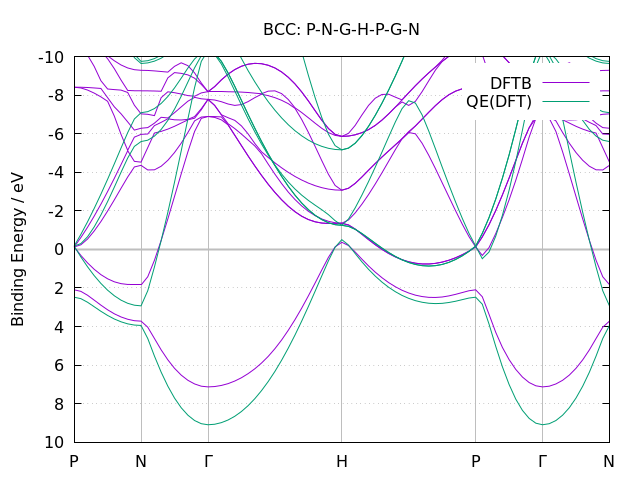 BCC: P-N-G-H-P-G-N
-10
-8
-6
-4
-2
0
2
4
6
8
10
Binding Energy / eV
DFTB
QE(DFT)
P N Γ H P Γ N